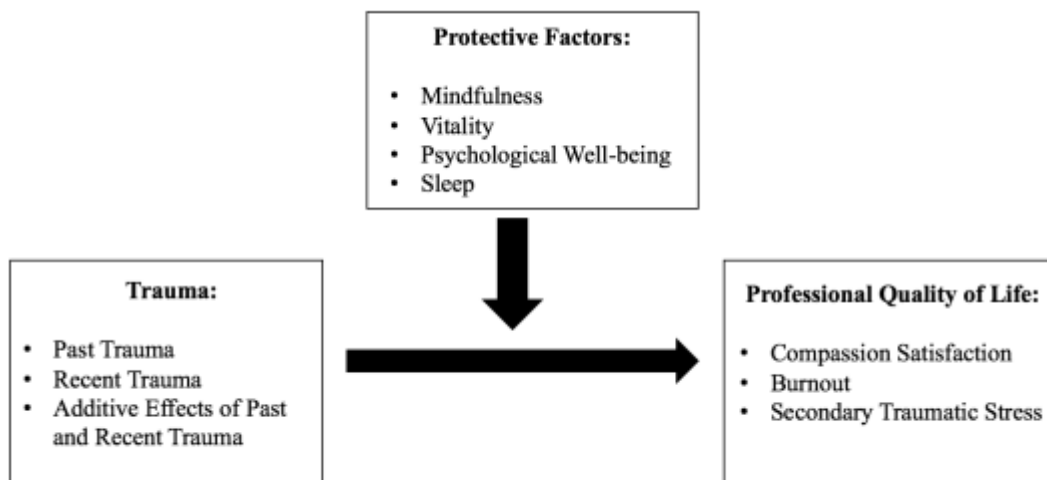 Protective Factors:
• Mindfulness
• Vitality
• Psychological Well-being
• Sleep
Trauma:
• Past Trauma
• Recent Trauma
• Additive Effects of Past
and Recent Trauma
Professional Quality of Life:
• Compassion Satisfaction
• Burnout
• Secondary Traumatic Stress